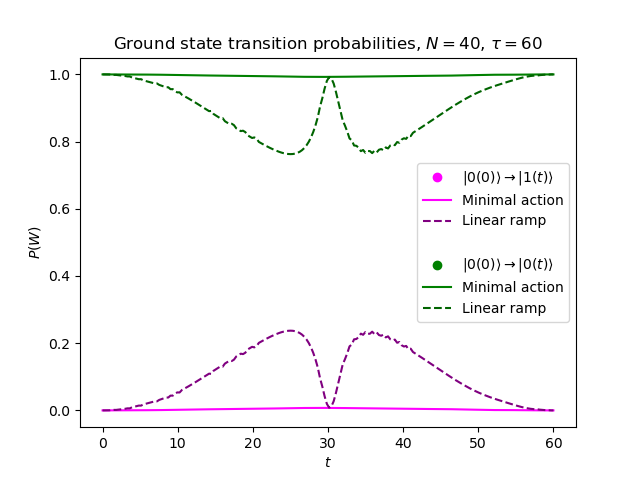 Ground state transition probabilities, N = 40, τ = 60
1.0
0.8
0.6
0.4
0.2
0.0
P(W)
|0(0)⟩ → |1(t)⟩
Minimal action
Linear ramp
|0(0)⟩ → |0(t)⟩
Minimal action
Linear ramp
0 10 20 30 40 50 60
t